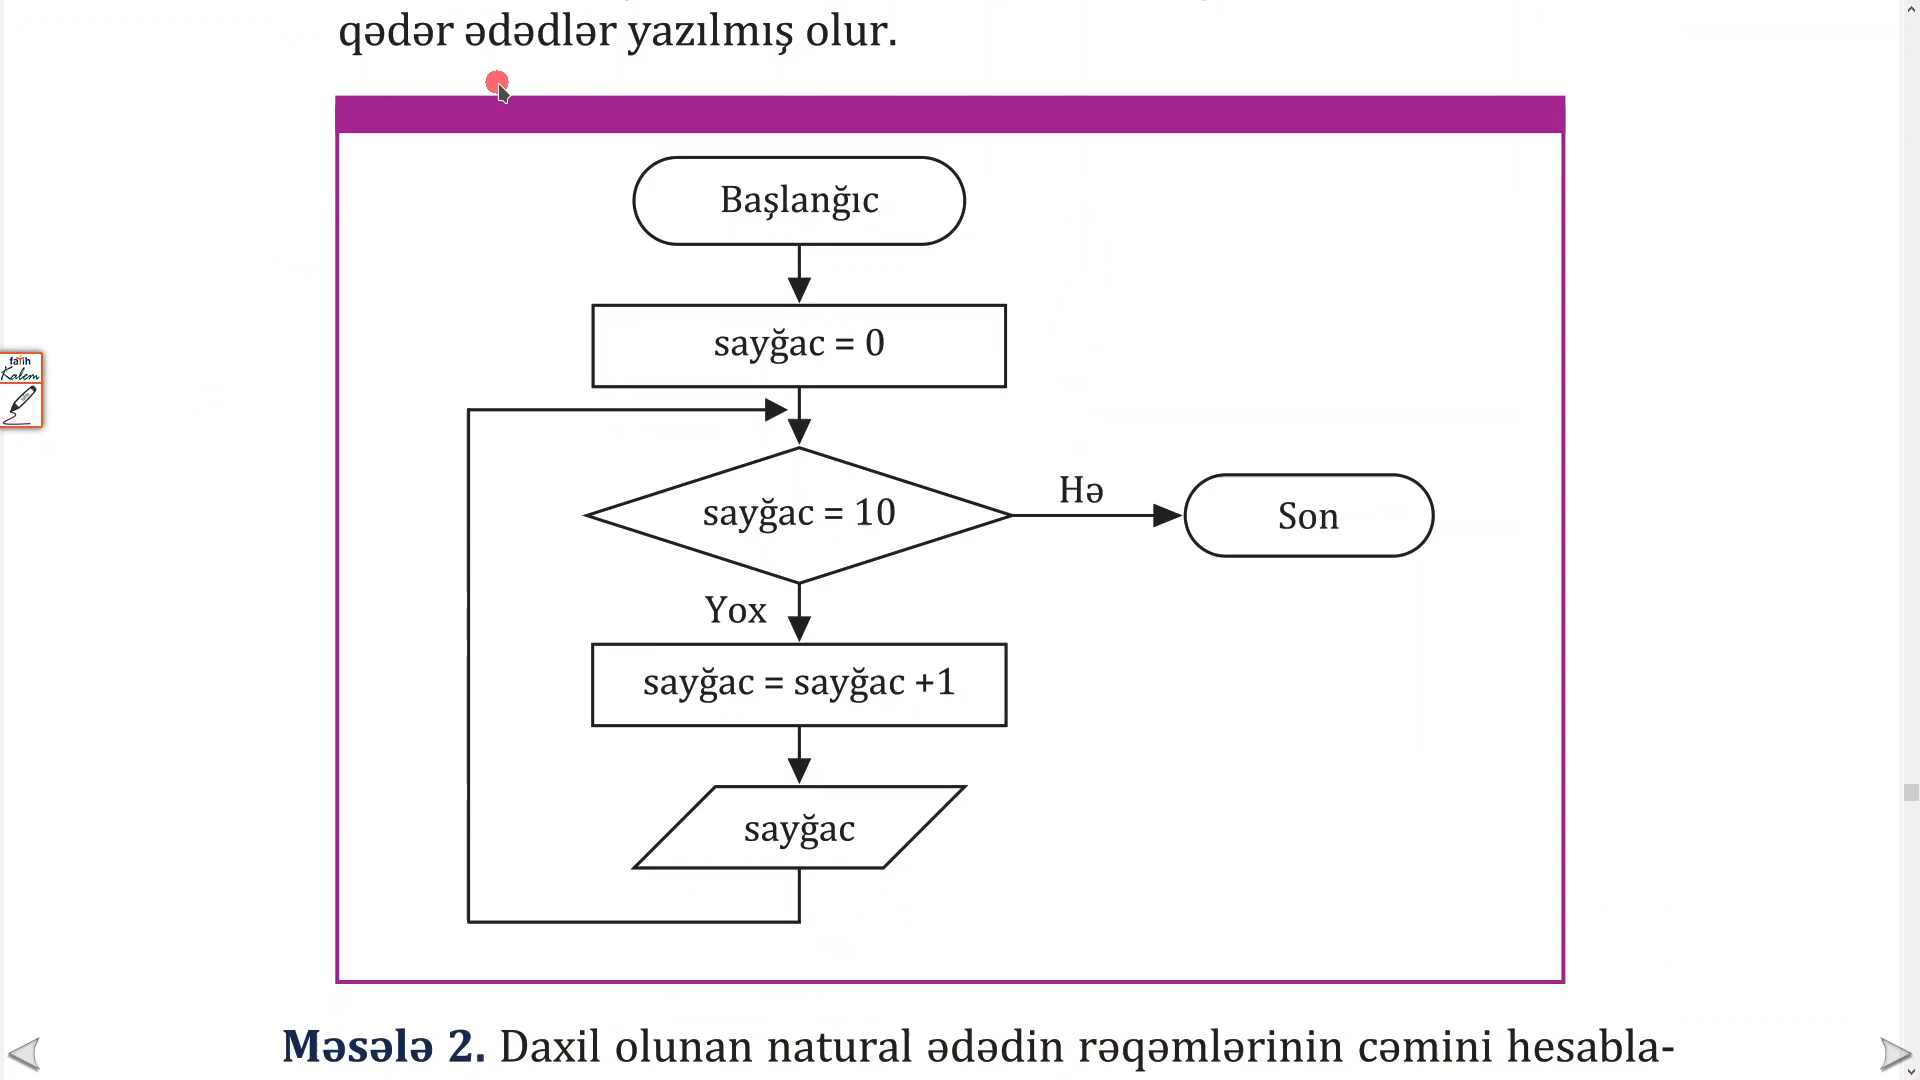 qədər ədədlər yazılmış olur.
Başlanğıc
sayğac = 0
sayğac = 10
Hə
Son
Yox
sayğac = sayğac +1
sayğac
fatih
Kalem
Məsələ 2. Daxil olunan natural ədədin rəqəmlərinin cəmini hesabla-